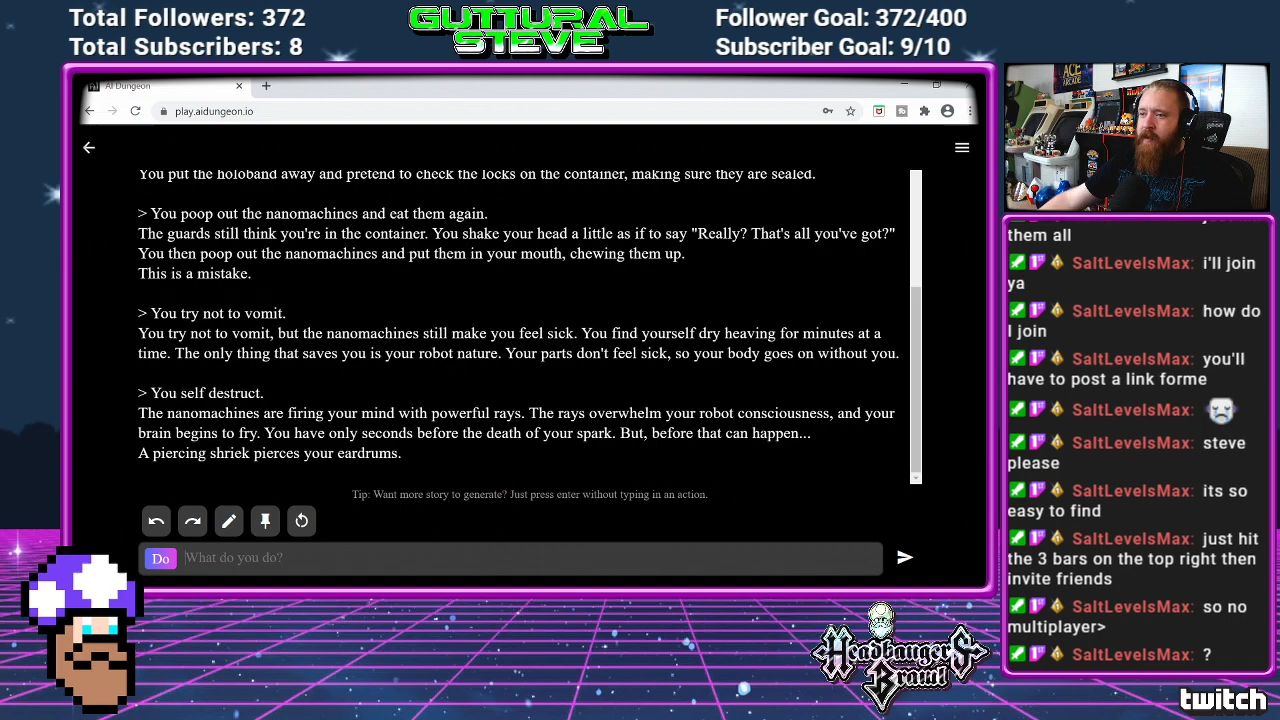 Total Followers: 372
Total Subscribers: 8
GUTTURAL
STEVE
Follower Goal: 372/400
Subscriber Goal: 9/10
AI Dungeon
play.aidungeon.io
You put the holoband away and pretend to check the locks on the container, making sure they are sealed.
> You poop out the nanomachines and eat them again.
The guards still think you're in the container. You shake your head a little as if to say "Really? That's all you've got?"
You then poop out the nanomachines and put them in your mouth, chewing them up.
This is a mistake.
> You try not to vomit.
You try not to vomit, but the nanomachines still make you feel sick. You find yourself dry heaving for minutes at a
time. The only thing that saves you is your robot nature. Your parts don't feel sick, so your body goes on without you.
> You self destruct.
The nanomachines are firing your mind with powerful rays. The rays overwhelm your robot consciousness, and your
brain begins to fry. You have only seconds before the death of your spark. But, before that can happen...
A piercing shriek pierces your eardrums.
Tip: Want more story to generate? Just press enter without typing in an action.
Do
What do you do?
ACE
ARCADE
them all
SaltLevelsMax: i'll join
ya
SaltLevelsMax: how do
I join
SaltLevelsMax: you'll
have to post a link forme
SaltLevelsMax:
SaltLevelsMax: steve
please
SaltLevelsMax: its so
easy to find
SaltLevelsMax: just hit
the 3 bars on the top right then
invite friends
SaltLevelsMax: so no
multiplayer>
SaltLevelsMax: ?
Headbangers
Brawl
twitch